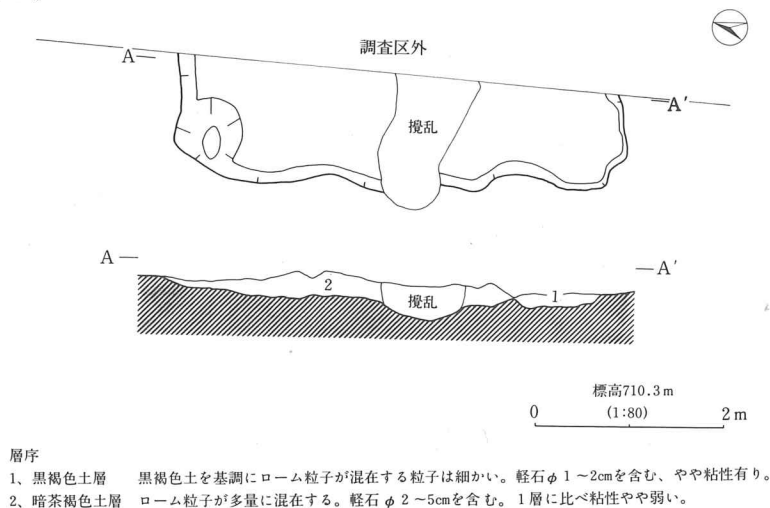 調査区外
A
A′
攪乱
A
A′
2
攪乱
1
標高710.3m
0 (1:80) 2m
層序
1、黒褐色土層 黒褐色土を基調にローム粒子が混在する粒子は細かい。軽石φ1~2cmを含む、やや粘性有り。
2、暗茶褐色土層 ローム粒子が多量に混在する。軽石φ2~5cmを含む。1層に比べ粘性やや弱い。